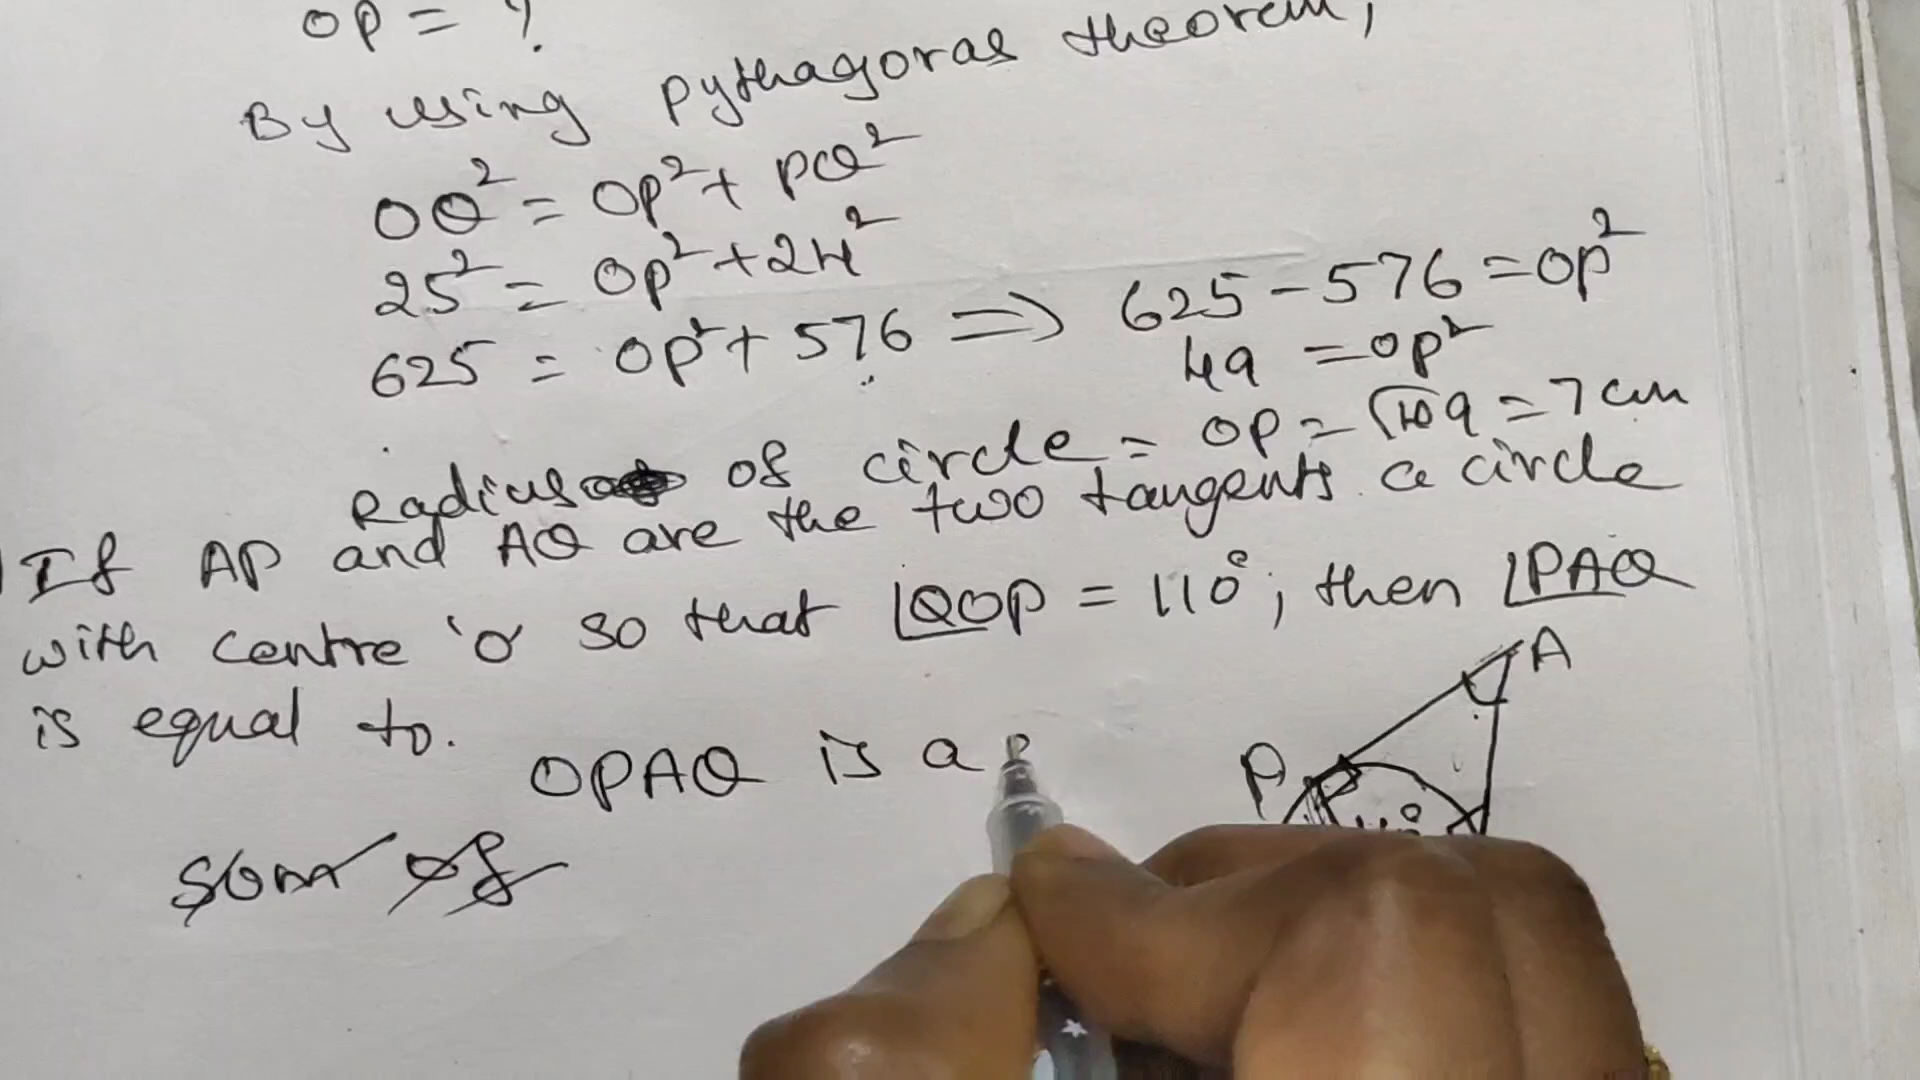 OP = ?
By using pythagoras theorem,
OQ² = OP² + PQ²
25² = OP² + 24²
625 = OP² + 576 => 625 - 576 = OP²
49 = OP²
Radius of circle = OP = √49 = 7 cm
If AP and AQ are the two tangents a circle
with centre 'O' so that ∠QOP = 110°, then ∠PAQ
is equal to.
A
OPAQ is a
P
Sum of